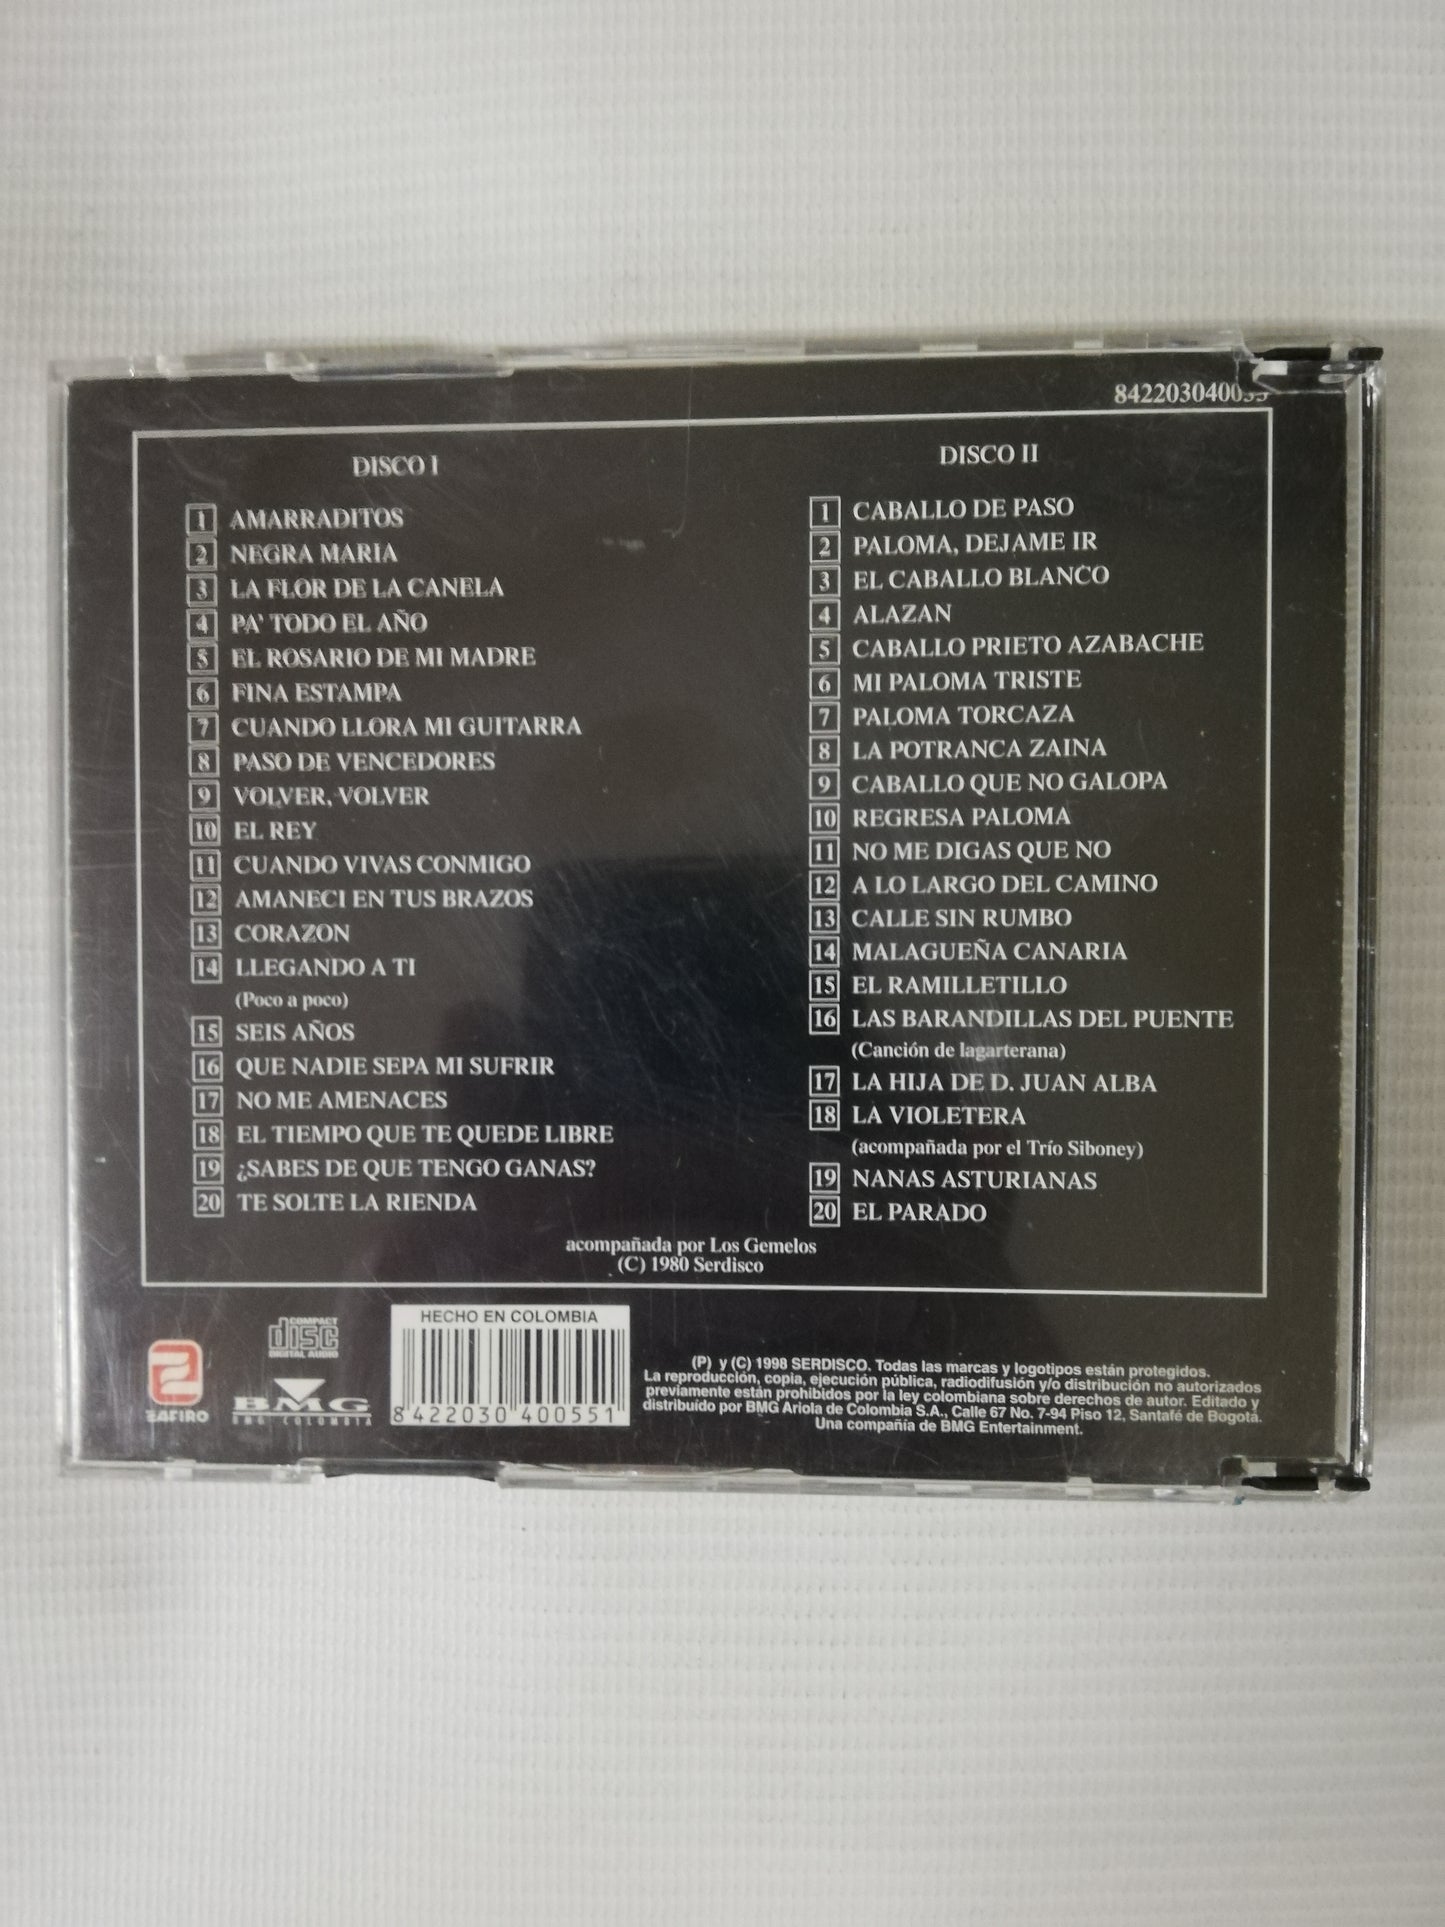 842203040055
DISCO I
1 AMARRADITOS
2 NEGRA MARIA
3 LA FLOR DE LA CANELA
4 PA' TODO EL AÑO
5 EL ROSARIO DE MI MADRE
6 FINA ESTAMPA
7 CUANDO LLORA MI GUITARRA
8 PASO DE VENCEDORES
9 VOLVER, VOLVER
10 EL REY
11 CUANDO VIVAS CONMIGO
12 AMANECI EN TUS BRAZOS
13 CORAZON
14 LLEGANDO A TI
(Poco a poco)
15 SEIS AÑOS
16 QUE NADIE SEPA MI SUFRIR
17 NO ME AMENACES
18 EL TIEMPO QUE TE QUEDE LIBRE
19 ¿SABES DE QUE TENGO GANAS?
20 TE SOLTE LA RIENDA
DISCO II
1 CABALLO DE PASO
2 PALOMA, DEJAME IR
3 EL CABALLO BLANCO
4 ALAZAN
5 CABALLO PRIETO AZABACHE
6 MI PALOMA TRISTE
7 PALOMA TORCAZA
8 LA POTRANCA ZAINA
9 CABALLO QUE NO GALOPA
10 REGRESA PALOMA
11 NO ME DIGAS QUE NO
12 A LO LARGO DEL CAMINO
13 CALLE SIN RUMBO
14 MALAGUEÑA CANARIA
15 EL RAMILLETILLO
16 LAS BARANDILLAS DEL PUENTE
(Canción de lagarterana)
17 LA HIJA DE D. JUAN ALBA
18 LA VIOLETERA
(acompañada por el Trío Siboney)
19 NANAS ASTURIANAS
20 EL PARADO
acompañada por Los Gemelos
(C) 1980 Serdisco
ZAFIRO
COMPACT
disc
DIGITAL AUDIO
BMG
BMG COLOMBIA
HECHO EN COLOMBIA
8 422030 400551
(P) y (C) 1998 SERDISCO. Todas las marcas y logotipos están protegidos.
La reproducción, copia, ejecución pública, radiodifusión y/o distribución no autorizados
previamente están prohibidos por la ley colombiana sobre derechos de autor. Editado y
distribuído por BMG Ariola de Colombia S.A., Calle 67 No. 7-94 Piso 12, Santafé de Bogotá.
Una compañía de BMG Entertainment.